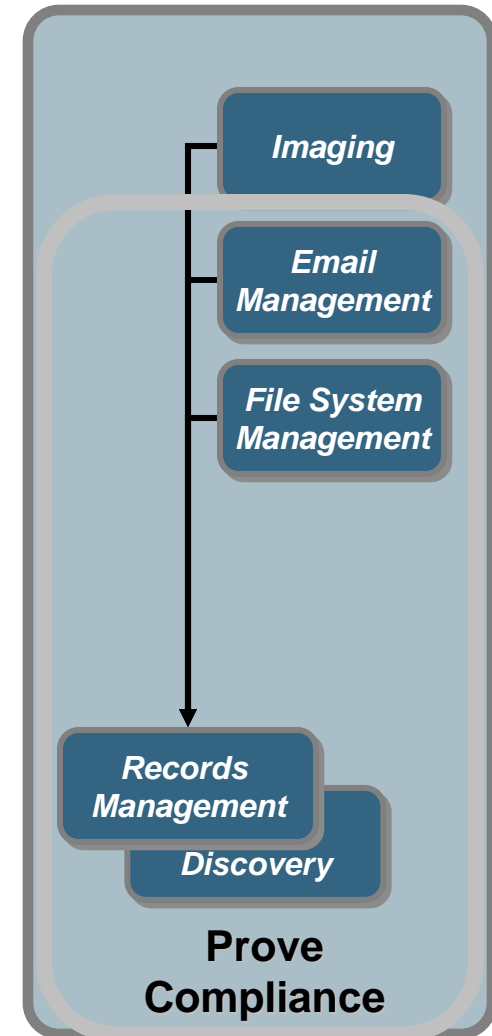 Imaging
Email
Management
File System
Management
Records
Management
Discovery
Prove
Compliance